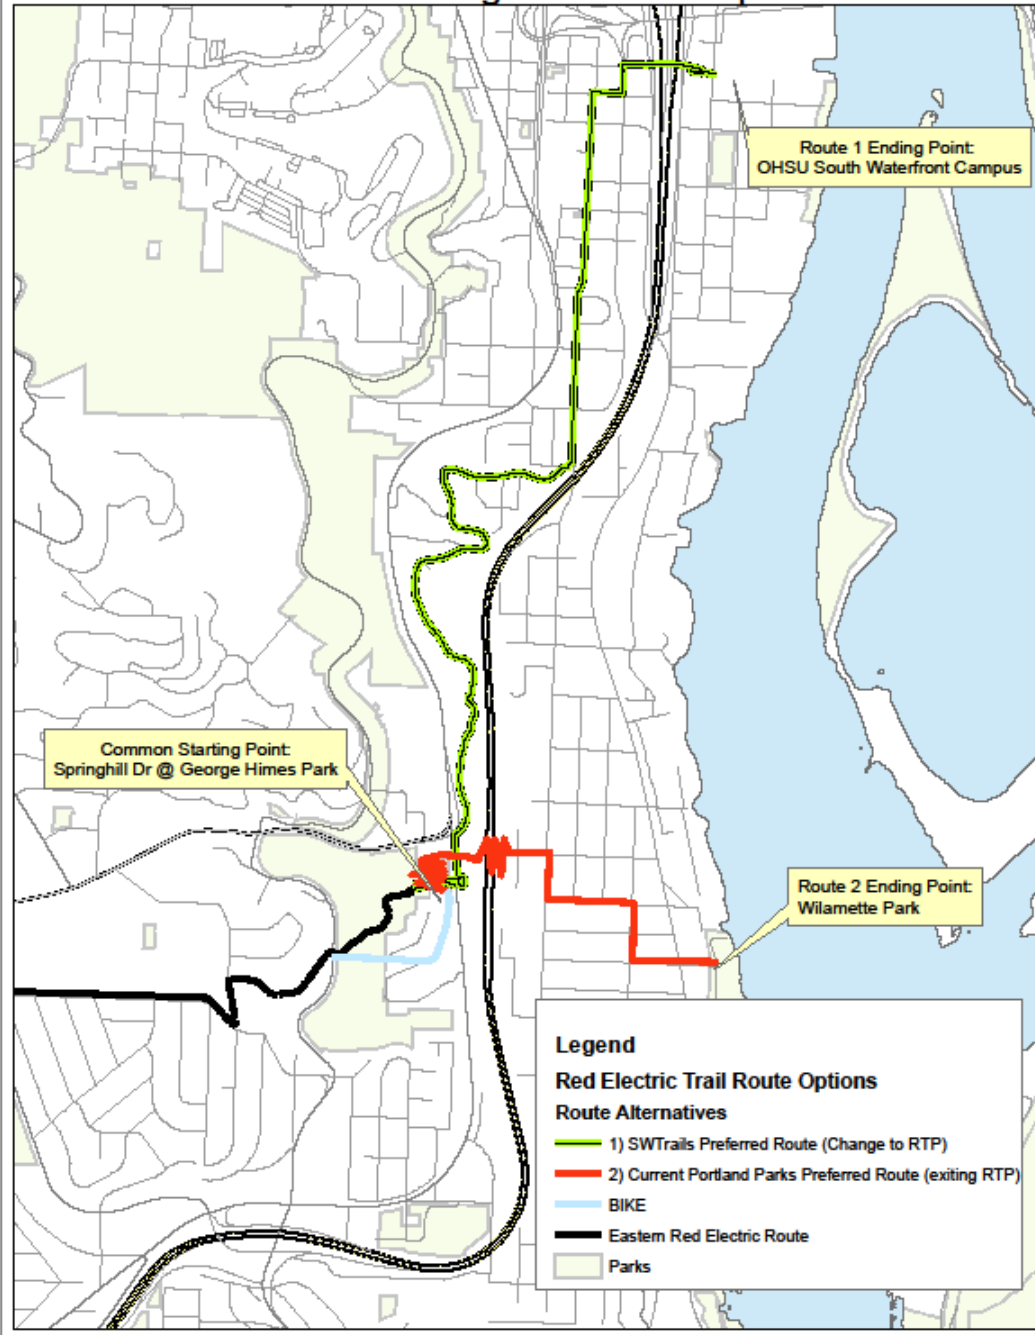 Route 1 Ending Point:
OHSU South Waterfront Campus
Common Starting Point:
Springhill Dr @ George Himes Park
Route 2 Ending Point:
Wilamette Park
Legend
Red Electric Trail Route Options
Route Alternatives
1) SWTrails Preferred Route (Change to RTP)
2) Current Portland Parks Preferred Route (exiting RTP)
BIKE
Eastern Red Electric Route
Parks